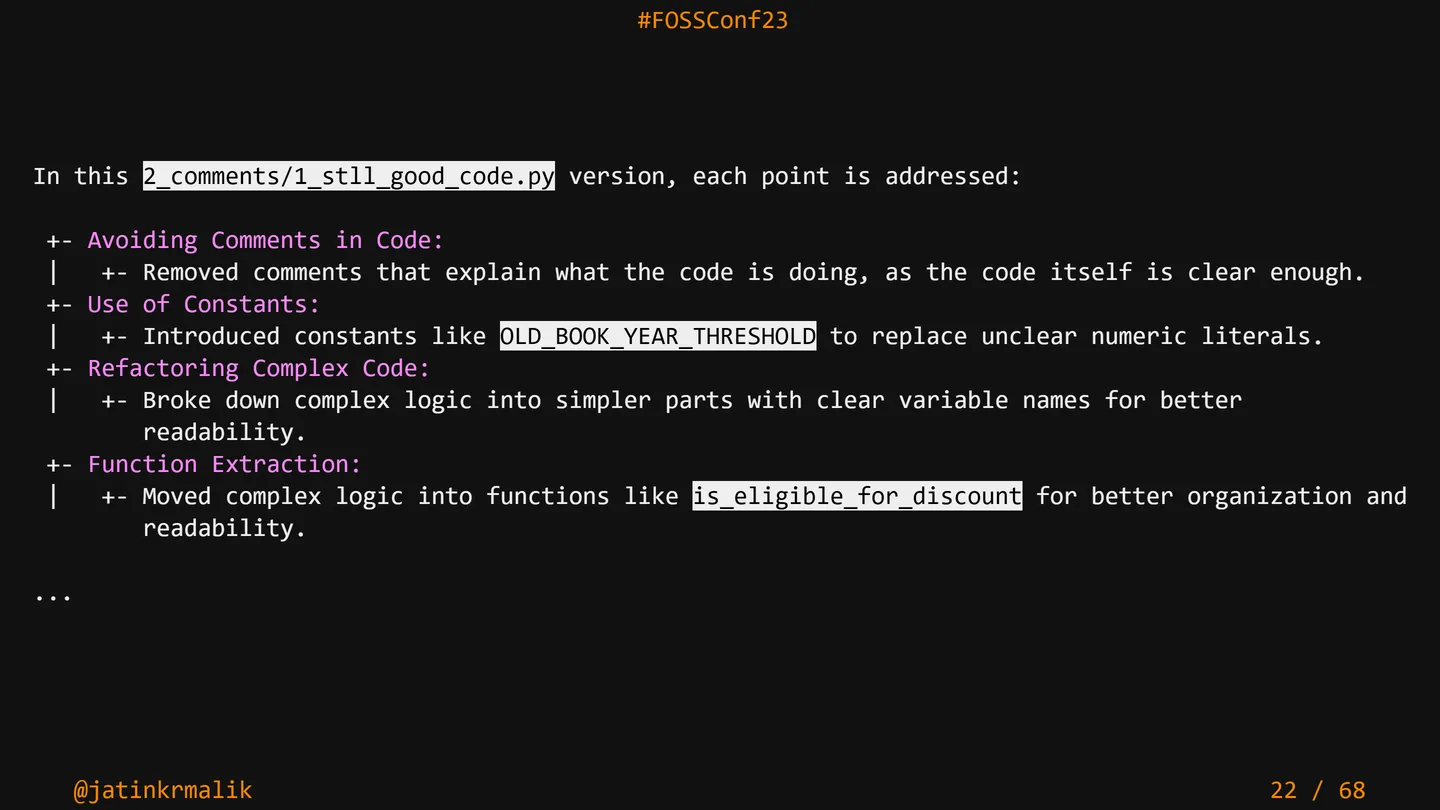 #FOSSConf23
In this 2_comments/1_stll_good_code.py version, each point is addressed:
+- Avoiding Comments in Code:
|   +- Removed comments that explain what the code is doing, as the code itself is clear enough.
+- Use of Constants:
|   +- Introduced constants like OLD_BOOK_YEAR_THRESHOLD to replace unclear numeric literals.
+- Refactoring Complex Code:
|   +- Broke down complex logic into simpler parts with clear variable names for better
readability.
+- Function Extraction:
|   +- Moved complex logic into functions like is_eligible_for_discount for better organization and
readability.
...
@jatinkrmalik
22 / 68